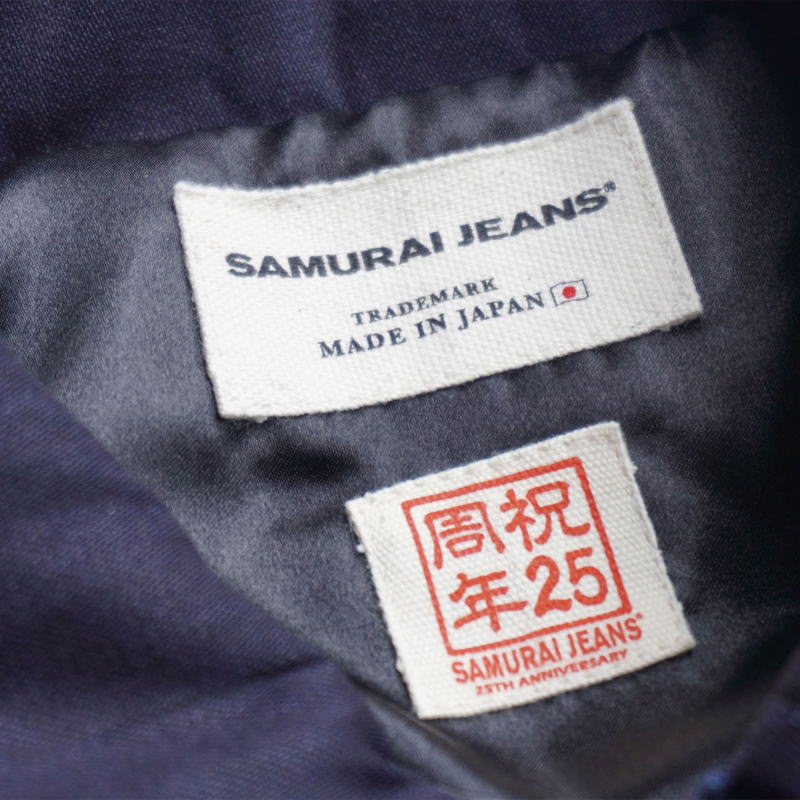 SAMURAI JEANS®
TRADEMARK
MADE IN JAPAN
祝25
周年
SAMURAI JEANS®
25TH ANNIVERSARY